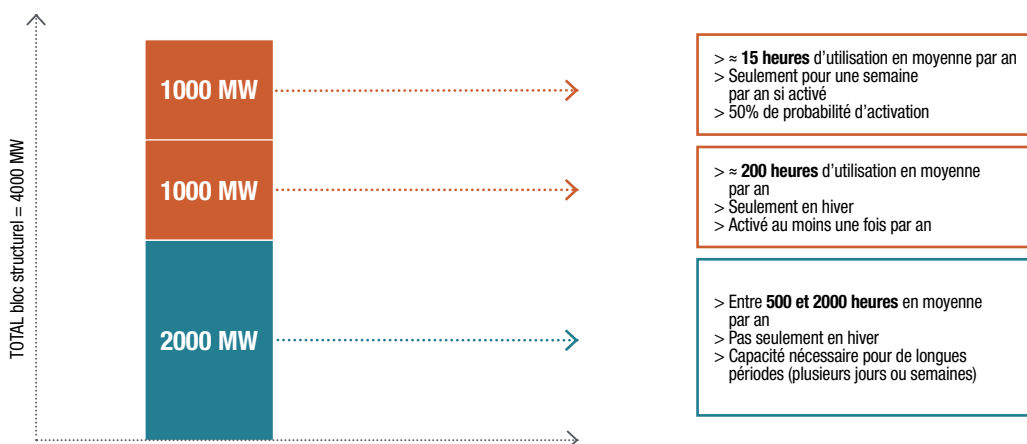 TOTAL bloc structurel = 4000 MW
1000 MW
> ≈ 15 heures d'utilisation en moyenne par an
> Seulement pour une semaine
par an si activé
> 50% de probabilité d'activation
1000 MW
> ≈ 200 heures d'utilisation en moyenne
par an
> Seulement en hiver
> Activé au moins une fois par an
2000 MW
> Entre 500 et 2000 heures en moyenne
par an
> Pas seulement en hiver
> Capacité nécessaire pour de longues
périodes (plusieurs jours ou semaines)